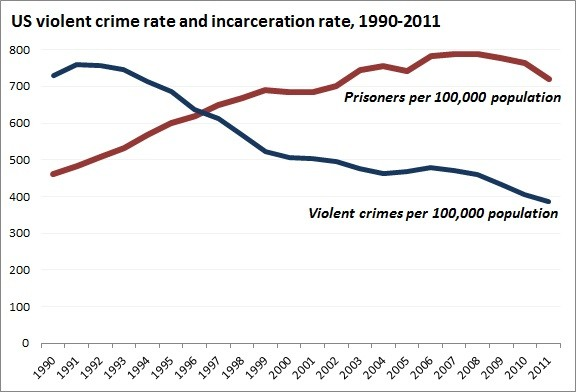 US violent crime rate and incarceration rate, 1990-2011
800
700
Prisoners per 100,000 population
600
500
400
Violent crimes per 100,000 population
300
200
100
0
1990 1991 1992 1993 1994 1995 1996 1997 1998 1999 2000 2001 2002 2003 2004 2005 2006 2007 2008 2009 2010 2011